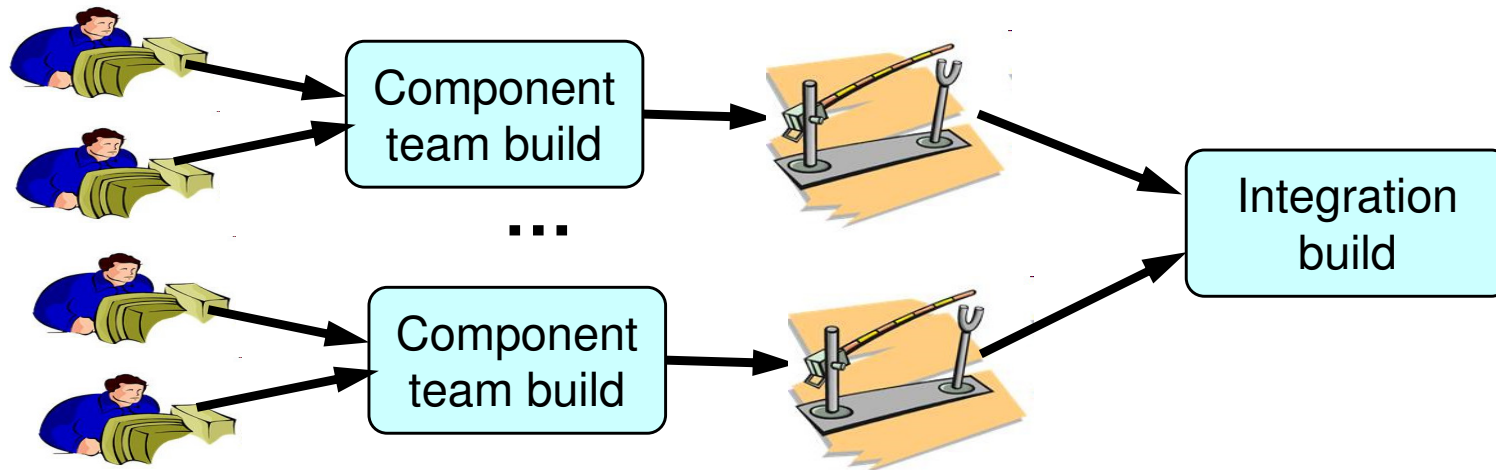 Component
team build
...
Component
team build
Integration
build